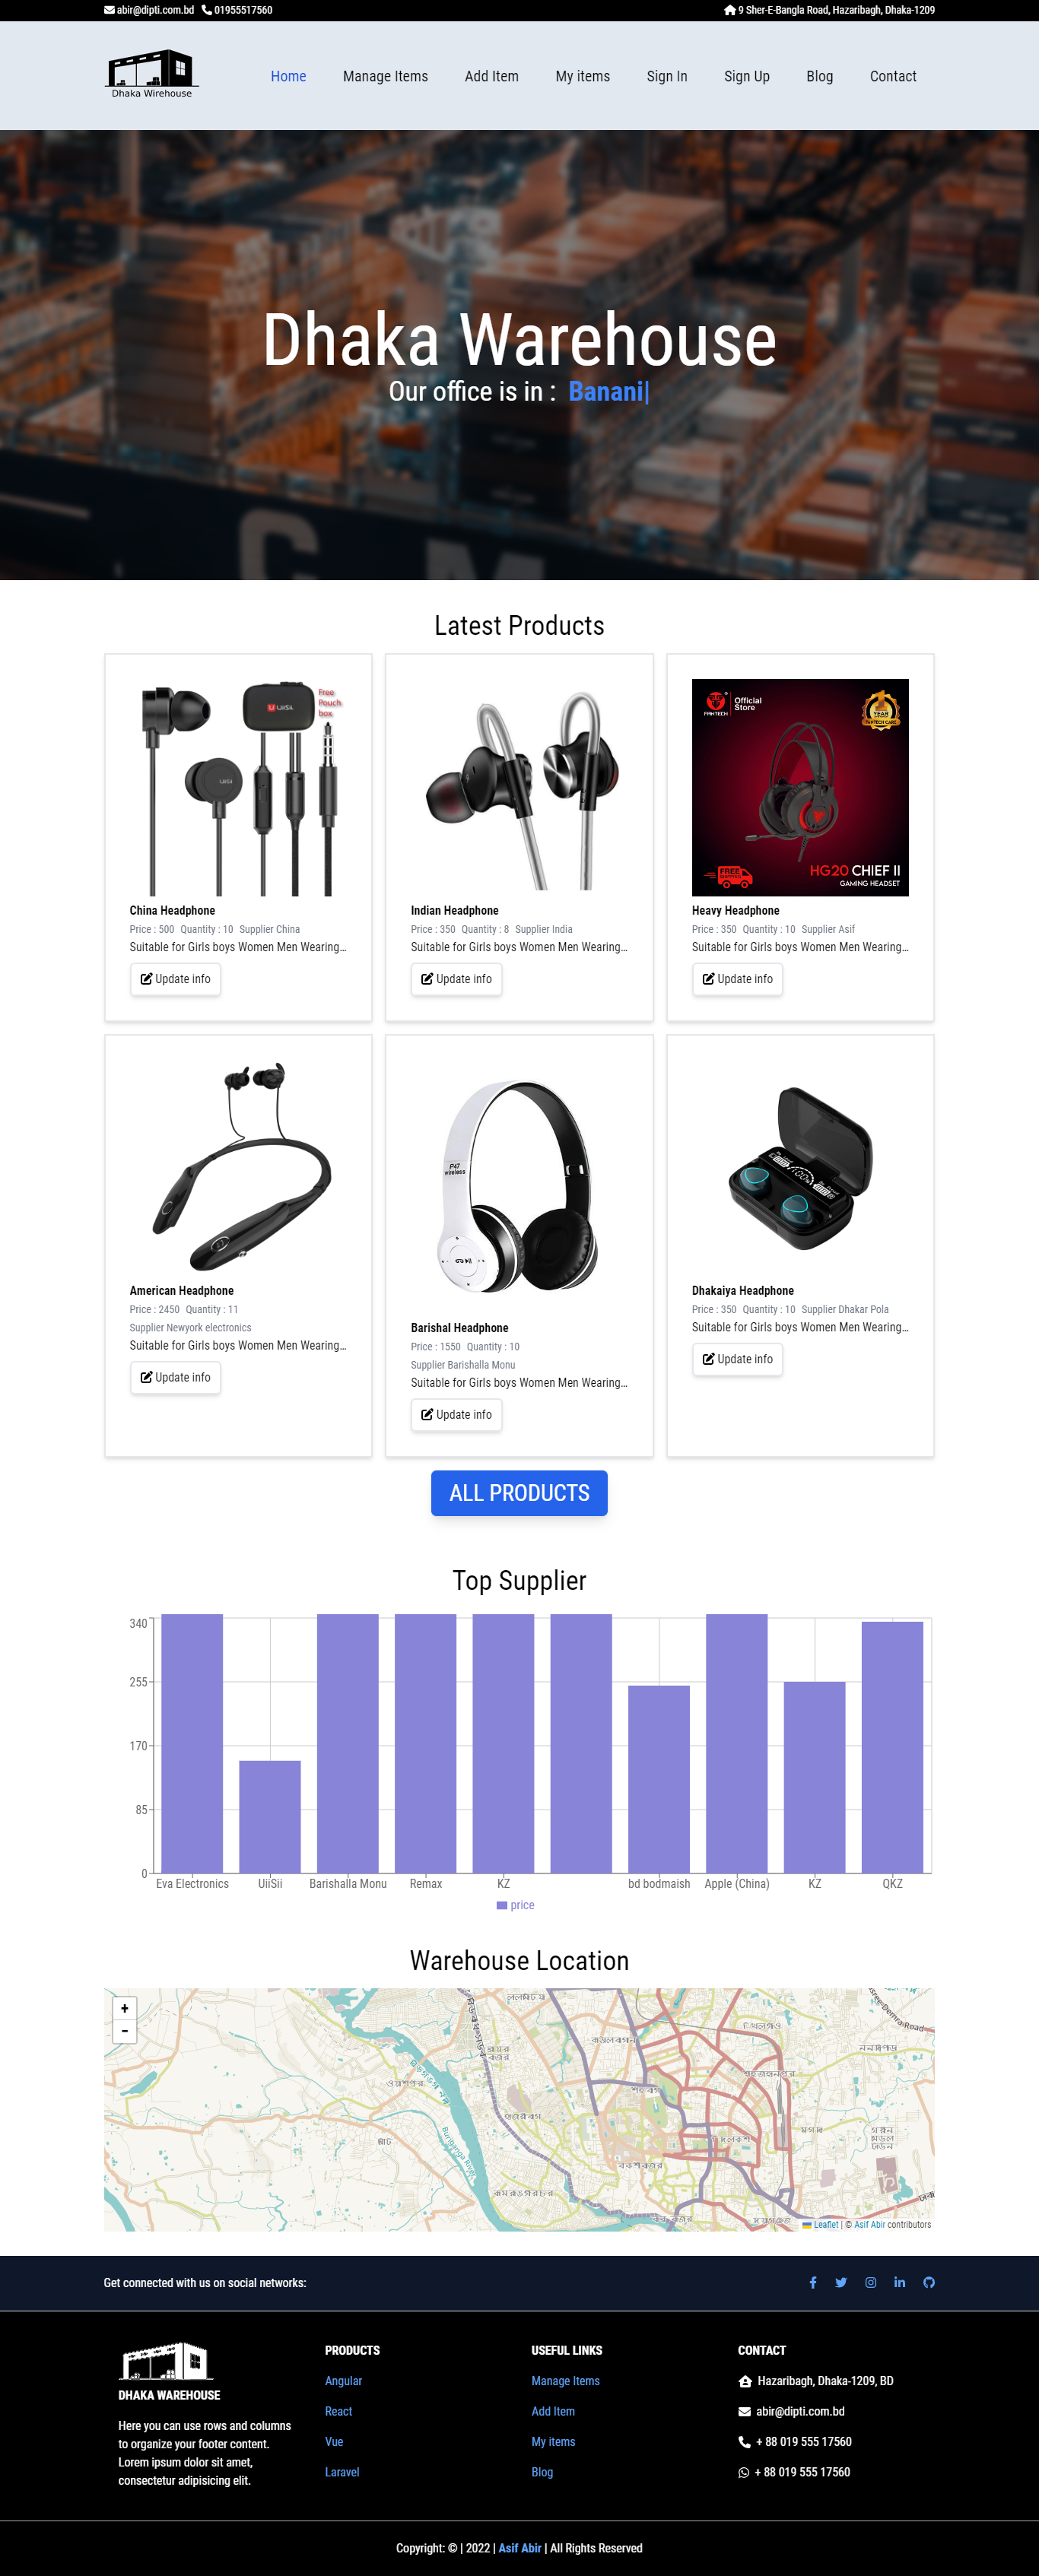 abir@dipti.com.bd 01955517560
9 Sher-E-Bangla Road, Hazaribagh, Dhaka-1209
Dhaka Wirehouse
Home Manage Items Add Item My items Sign In Sign Up Blog Contact
Dhaka Warehouse
Our office is in : Banani|
Latest Products
Free
Pouch
box
UiiSii
China Headphone
Price : 500 Quantity : 10 Supplier China
Suitable for Girls boys Women Men Wearing...
Update info
Indian Headphone
Price : 350 Quantity : 8 Supplier India
Suitable for Girls boys Women Men Wearing...
Update info
FANTECH
Official
Store
1 YEAR
FANTECH CARE
FREE
HG20 CHIEF II
GAMING HEADSET
Heavy Headphone
Price : 350 Quantity : 10 Supplier Asif
Suitable for Girls boys Women Men Wearing...
Update info
American Headphone
Price : 2450 Quantity : 11
Supplier Newyork electronics
Suitable for Girls boys Women Men Wearing...
Update info
P47
wireless
Barishal Headphone
Price : 1550 Quantity : 10
Supplier Barishalla Monu
Suitable for Girls boys Women Men Wearing...
Update info
Dhakaiya Headphone
Price : 350 Quantity : 10 Supplier Dhakar Pola
Suitable for Girls boys Women Men Wearing...
Update info
ALL PRODUCTS
Top Supplier
340
255
170
85
0
Eva Electronics UiiSii Barishalla Monu Remax KZ bd bodmaish Apple (China) KZ QKZ
price
Warehouse Location
+
−
Buriganga River
Leaflet | © Asif Abir contributors
Get connected with us on social networks:
DHAKA WAREHOUSE
Here you can use rows and columns
to organize your footer content.
Lorem ipsum dolor sit amet,
consectetur adipisicing elit.
PRODUCTS
Angular
React
Vue
Laravel
USEFUL LINKS
Manage Items
Add Item
My items
Blog
CONTACT
Hazaribagh, Dhaka-1209, BD
abir@dipti.com.bd
+ 88 019 555 17560
+ 88 019 555 17560
Copyright: © | 2022 | Asif Abir | All Rights Reserved